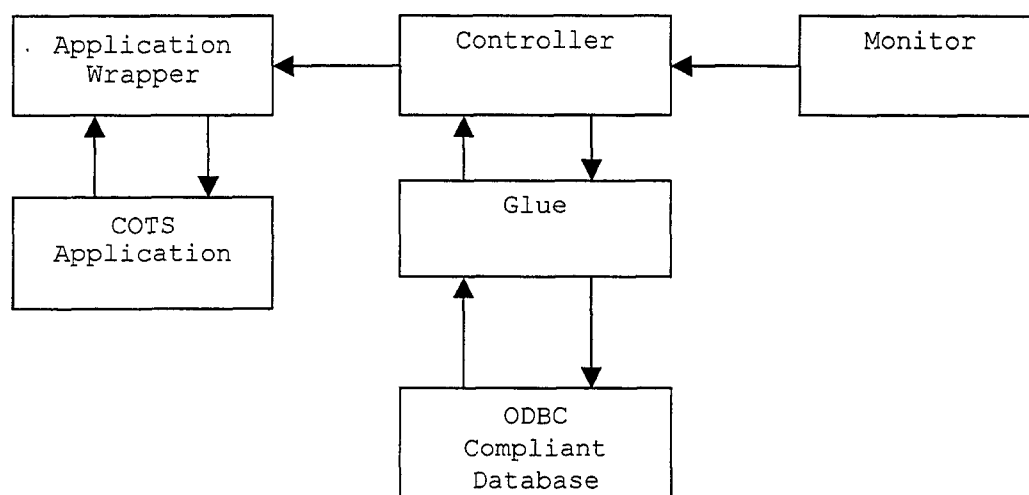 Application
Wrapper
Controller
Monitor
COTS
Application
Glue
ODBC
Compliant
Database